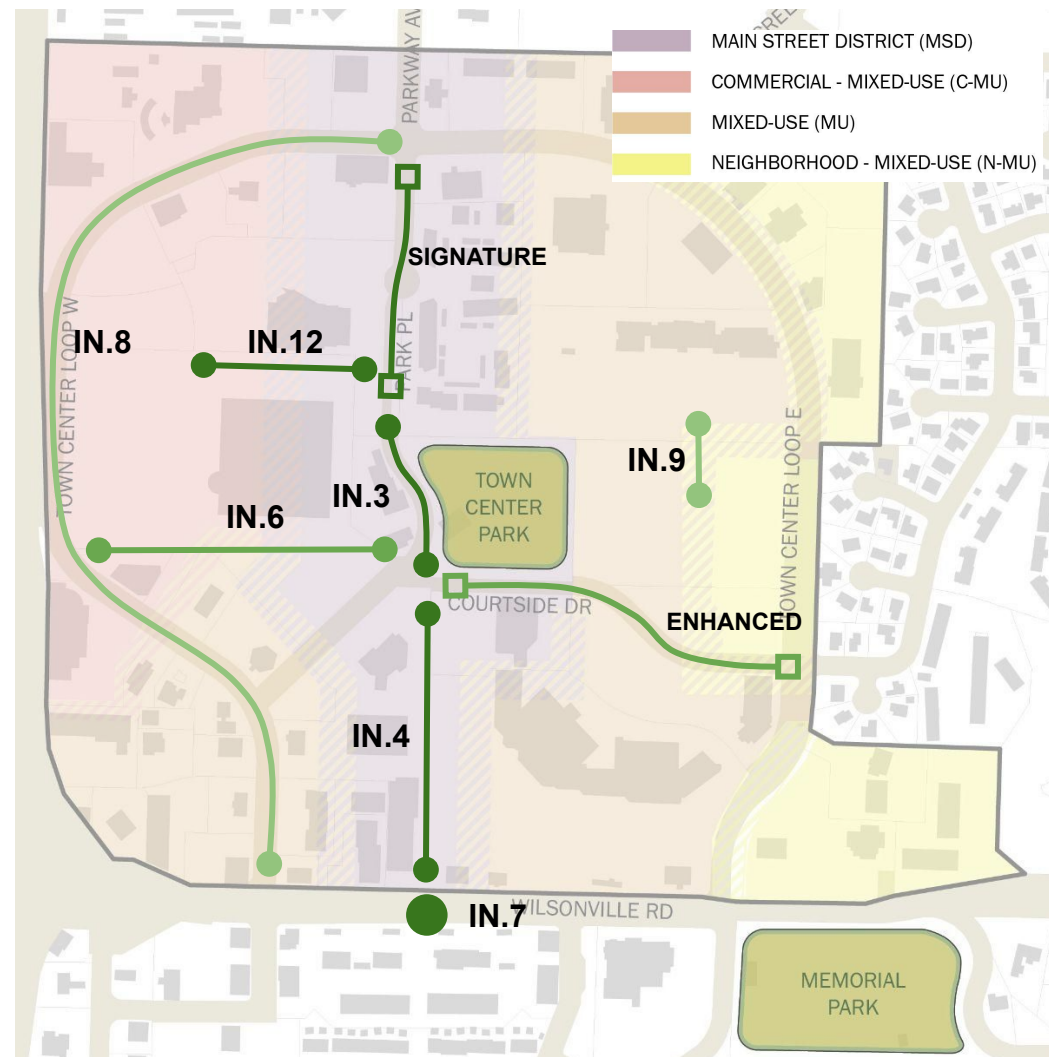 MAIN STREET DISTRICT (MSD)
COMMERCIAL - MIXED-USE (C-MU)
MIXED-USE (MU)
NEIGHBORHOOD - MIXED-USE (N-MU)
PARKWAY AV
SIGNATURE
TOWN CENTER LOOP W
IN.8
IN.12
PARK PL
IN.3
TOWN
CENTER
PARK
IN.9
TOWN CENTER LOOP E
IN.6
COURTSIDE DR
ENHANCED
IN.4
IN.7
WILSONVILLE RD
MEMORIAL
PARK